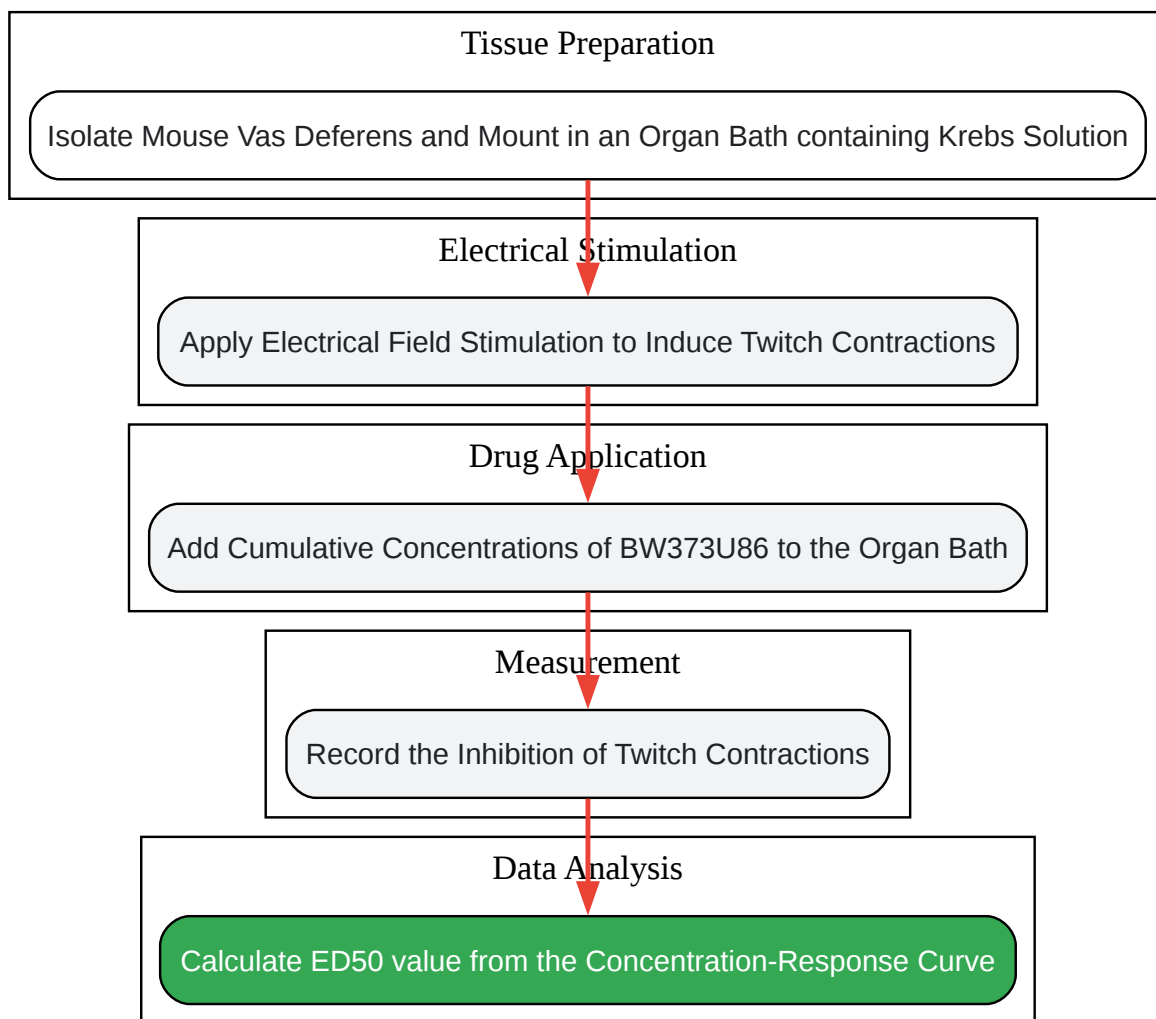 Tissue Preparation
Isolate Mouse Vas Deferens and Mount in an Organ Bath containing Krebs Solution
Electrical Stimulation
Apply Electrical Field Stimulation to Induce Twitch Contractions
Drug Application
Add Cumulative Concentrations of BW373U86 to the Organ Bath
Measurement
Record the Inhibition of Twitch Contractions
Data Analysis
Calculate ED50 value from the Concentration-Response Curve